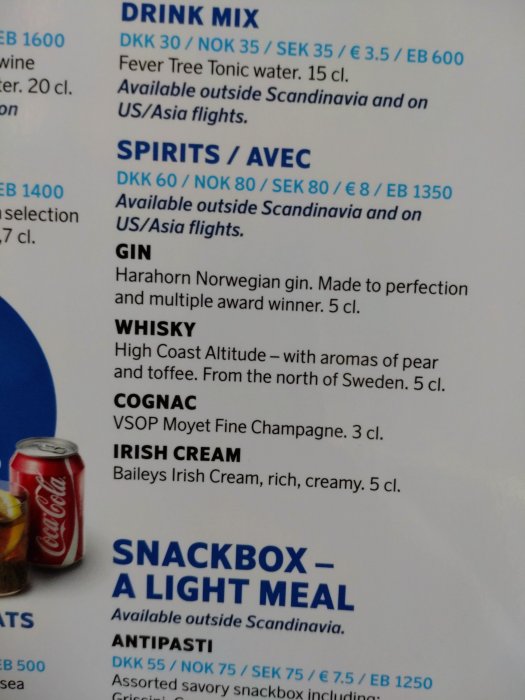 EB 1600
wine
ter. 20 cl.
on
EB 1400
selection
,7 cl.
DRINK MIX
DKK 30 / NOK 35 / SEK 35 / € 3.5 / EB 600
Fever Tree Tonic water. 15 cl.
Available outside Scandinavia and on
US/Asia flights.
SPIRITS / AVEC
DKK 60 / NOK 80 / SEK 80 / € 8 / EB 1350
Available outside Scandinavia and on
US/Asia flights.
GIN
Harahorn Norwegian gin. Made to perfection
and multiple award winner. 5 cl.
WHISKY
High Coast Altitude – with aromas of pear
and toffee. From the north of Sweden. 5 cl.
COGNAC
VSOP Moyet Fine Champagne. 3 cl.
IRISH CREAM
Baileys Irish Cream, rich, creamy. 5 cl.
Coca-Cola
SNACKBOX –
A LIGHT MEAL
Available outside Scandinavia.
ANTIPASTI
DKK 55 / NOK 75 / SEK 75 / € 7.5 / EB 1250
Assorted savory snackbox including:
ATS
EB 500
sea